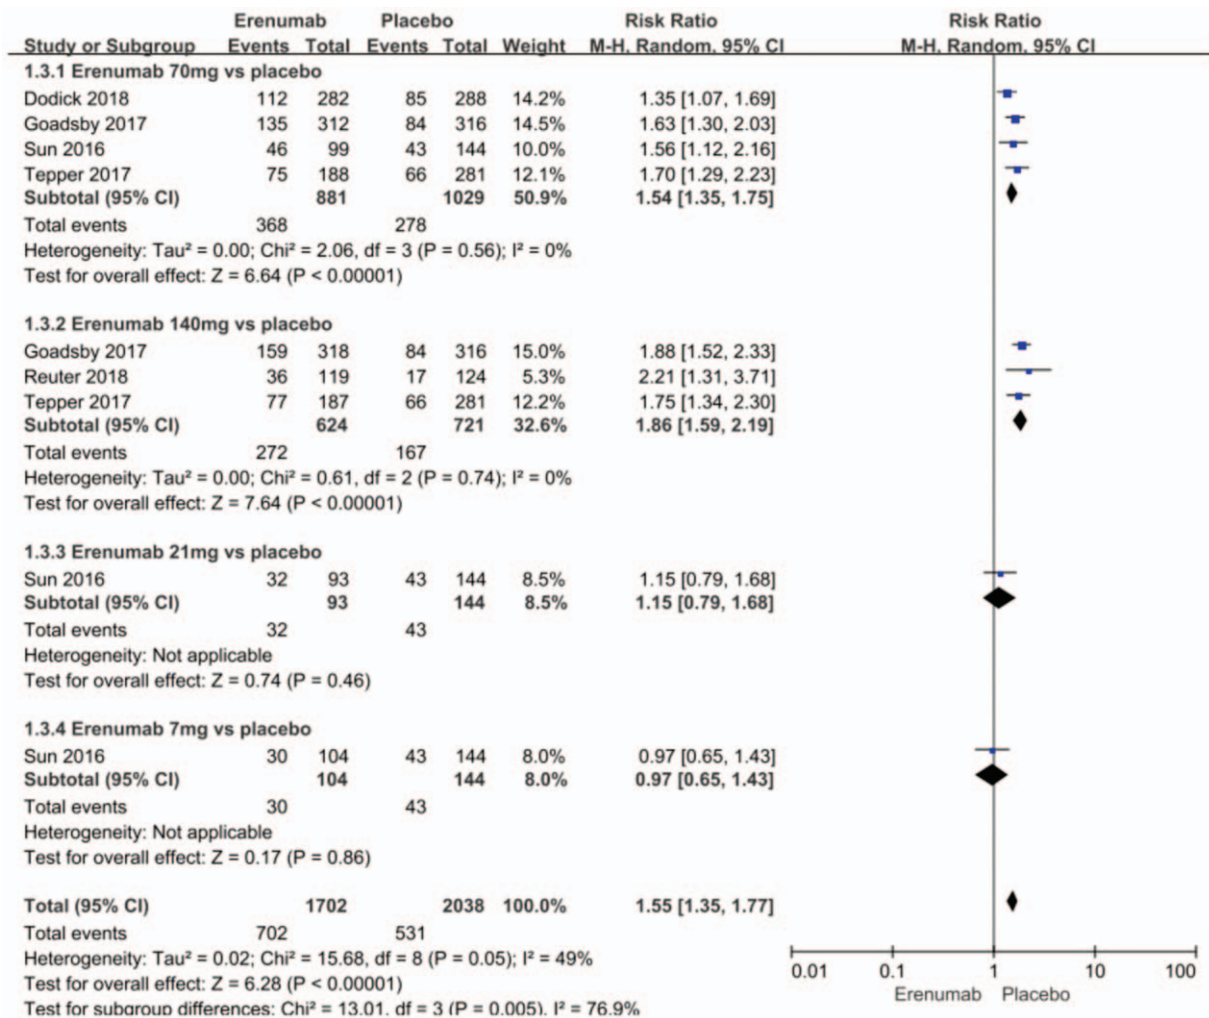 Erenumab Placebo Risk Ratio Risk Ratio
Study or Subgroup Events Total Events Total Weight M-H, Random, 95% CI M-H, Random, 95% CI
1.3.1 Erenumab 70mg vs placebo
Dodick 2018 112 282 85 288 14.2% 1.35 [1.07, 1.69]
Goadsby 2017 135 312 84 316 14.5% 1.63 [1.30, 2.03]
Sun 2016 46 99 43 144 10.0% 1.56 [1.12, 2.16]
Tepper 2017 75 188 66 281 12.1% 1.70 [1.29, 2.23]
Subtotal (95% CI) 881 1029 50.9% 1.54 [1.35, 1.75]
Total events 368 278
Heterogeneity: Tau² = 0.00; Chi² = 2.06, df = 3 (P = 0.56); I² = 0%
Test for overall effect: Z = 6.64 (P < 0.00001)
1.3.2 Erenumab 140mg vs placebo
Goadsby 2017 159 318 84 316 15.0% 1.88 [1.52, 2.33]
Reuter 2018 36 119 17 124 5.3% 2.21 [1.31, 3.71]
Tepper 2017 77 187 66 281 12.2% 1.75 [1.34, 2.30]
Subtotal (95% CI) 624 721 32.6% 1.86 [1.59, 2.19]
Total events 272 167
Heterogeneity: Tau² = 0.00; Chi² = 0.61, df = 2 (P = 0.74); I² = 0%
Test for overall effect: Z = 7.64 (P < 0.00001)
1.3.3 Erenumab 21mg vs placebo
Sun 2016 32 93 43 144 8.5% 1.15 [0.79, 1.68]
Subtotal (95% CI) 93 144 8.5% 1.15 [0.79, 1.68]
Total events 32 43
Heterogeneity: Not applicable
Test for overall effect: Z = 0.74 (P = 0.46)
1.3.4 Erenumab 7mg vs placebo
Sun 2016 30 104 43 144 8.0% 0.97 [0.65, 1.43]
Subtotal (95% CI) 104 144 8.0% 0.97 [0.65, 1.43]
Total events 30 43
Heterogeneity: Not applicable
Test for overall effect: Z = 0.17 (P = 0.86)
Total (95% CI) 1702 2038 100.0% 1.55 [1.35, 1.77]
Total events 702 531
Heterogeneity: Tau² = 0.02; Chi² = 15.68, df = 8 (P = 0.05); I² = 49%
Test for overall effect: Z = 6.28 (P < 0.00001)
Test for subgroup differences: Chi² = 13.01, df = 3 (P = 0.005), I² = 76.9%
0.01 0.1 1 10 100
Erenumab Placebo